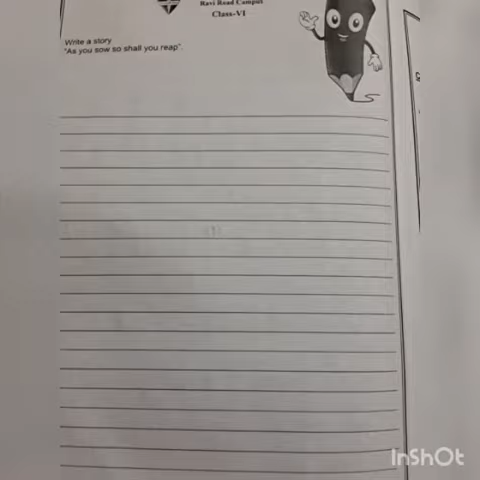 Ravi Road Campus
Class-VI
Write a story
"As you sow so shall you reap".
InShOt